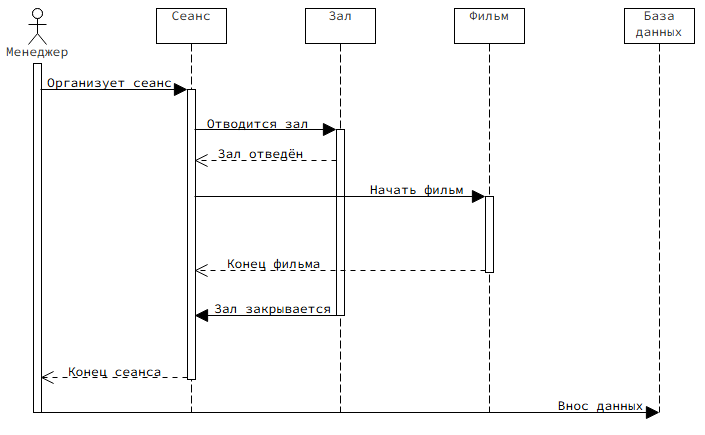 Сеанс
Зал
Фильм
База
данных
Менеджер
Организует сеанс
Отводится зал
Зал отведён
Начать фильм
Конец фильма
Зал закрывается
Конец сеанса
Внос данных